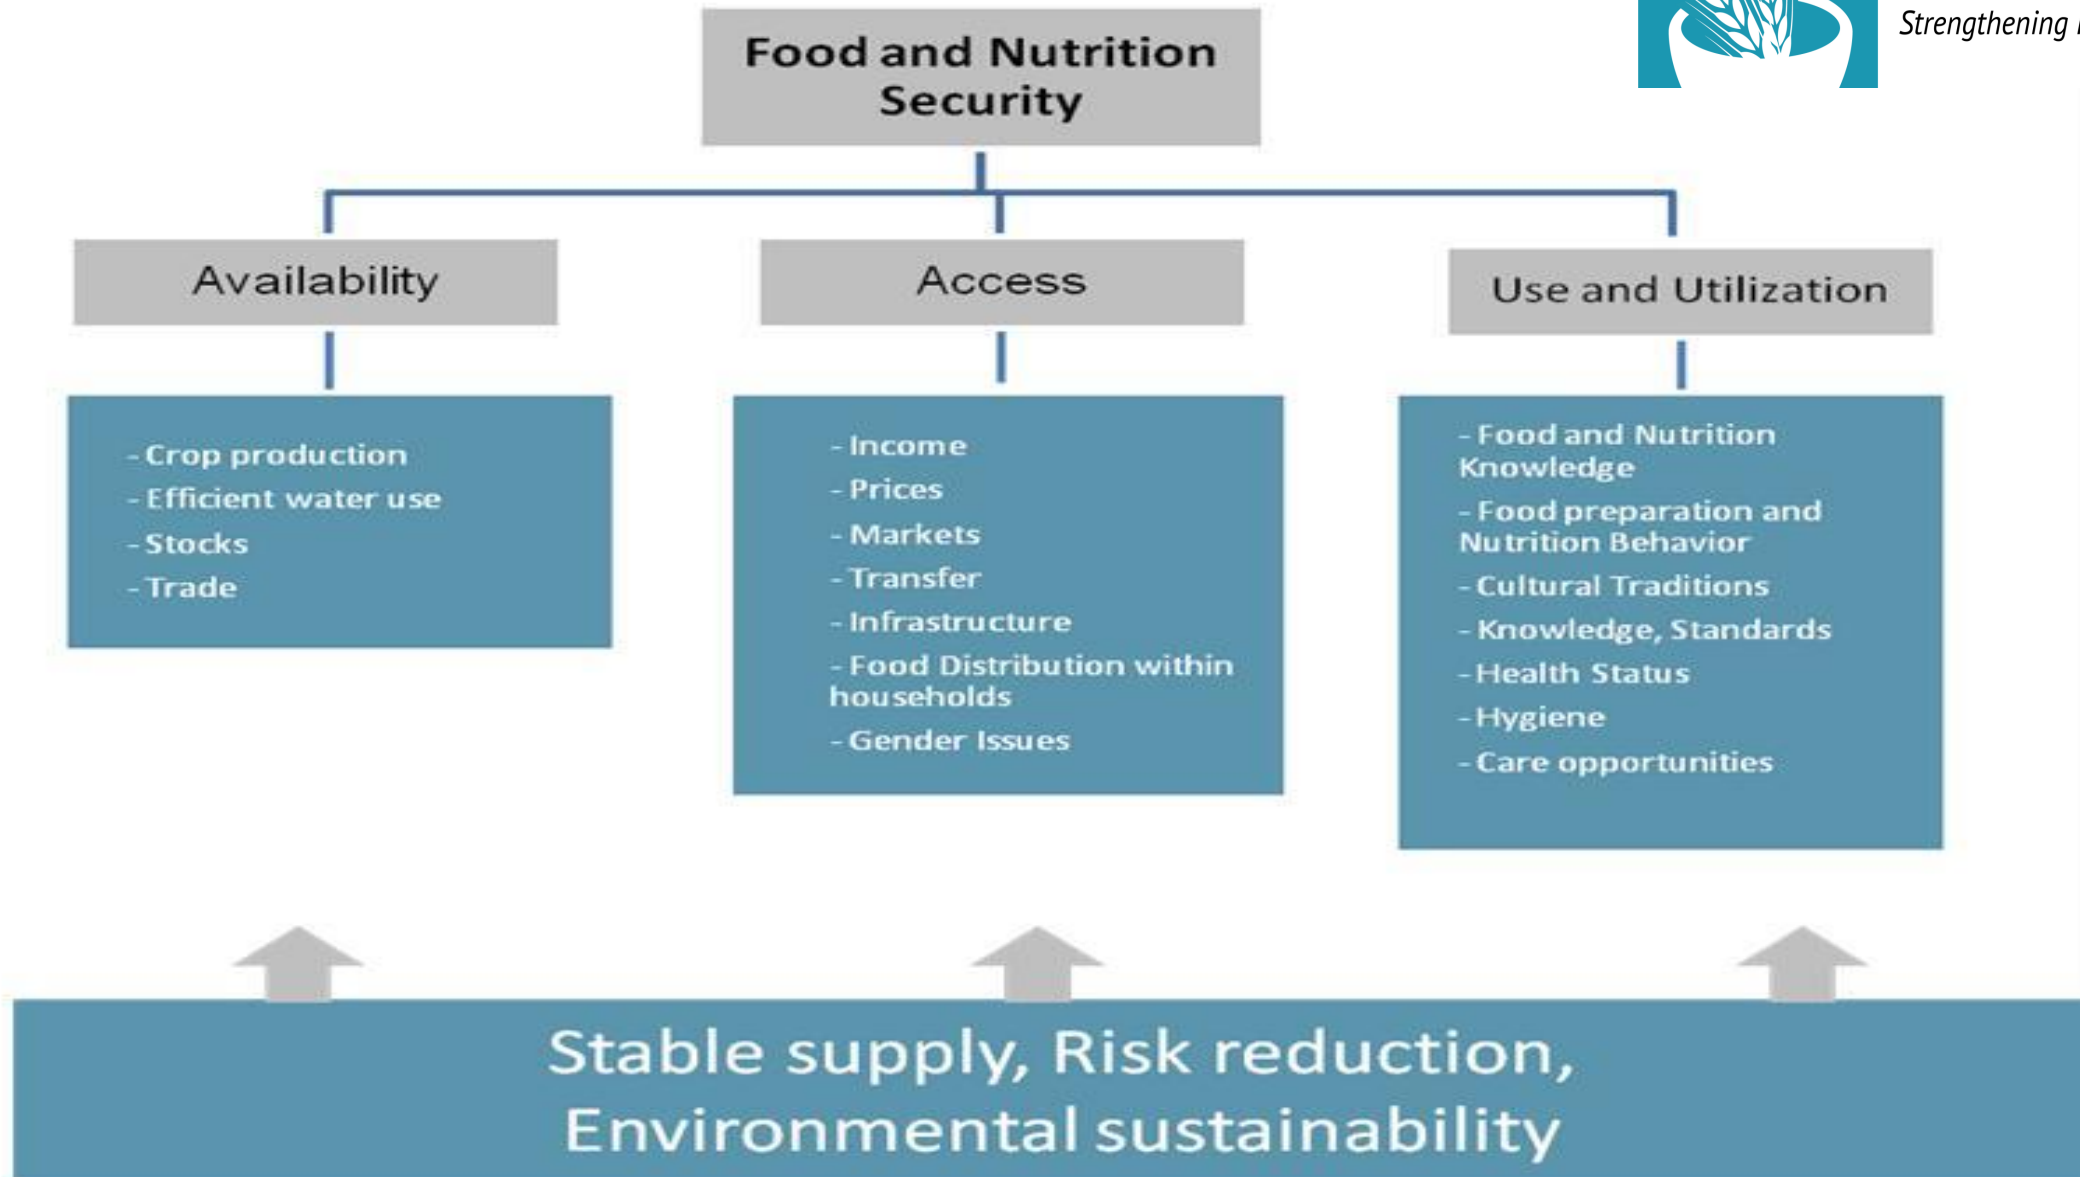 Strengthening
Food and Nutrition
Security
Availability
Access
Use and Utilization
- Crop production
- Efficient water use
- Stocks
- Trade
- Income
- Prices
- Markets
- Transfer
- Infrastructure
- Food Distribution within
households
- Gender Issues
- Food and Nutrition
Knowledge
- Food preparation and
Nutrition Behavior
- Cultural Traditions
- Knowledge, Standards
- Health Status
- Hygiene
- Care opportunities
Stable supply, Risk reduction,
Environmental sustainability